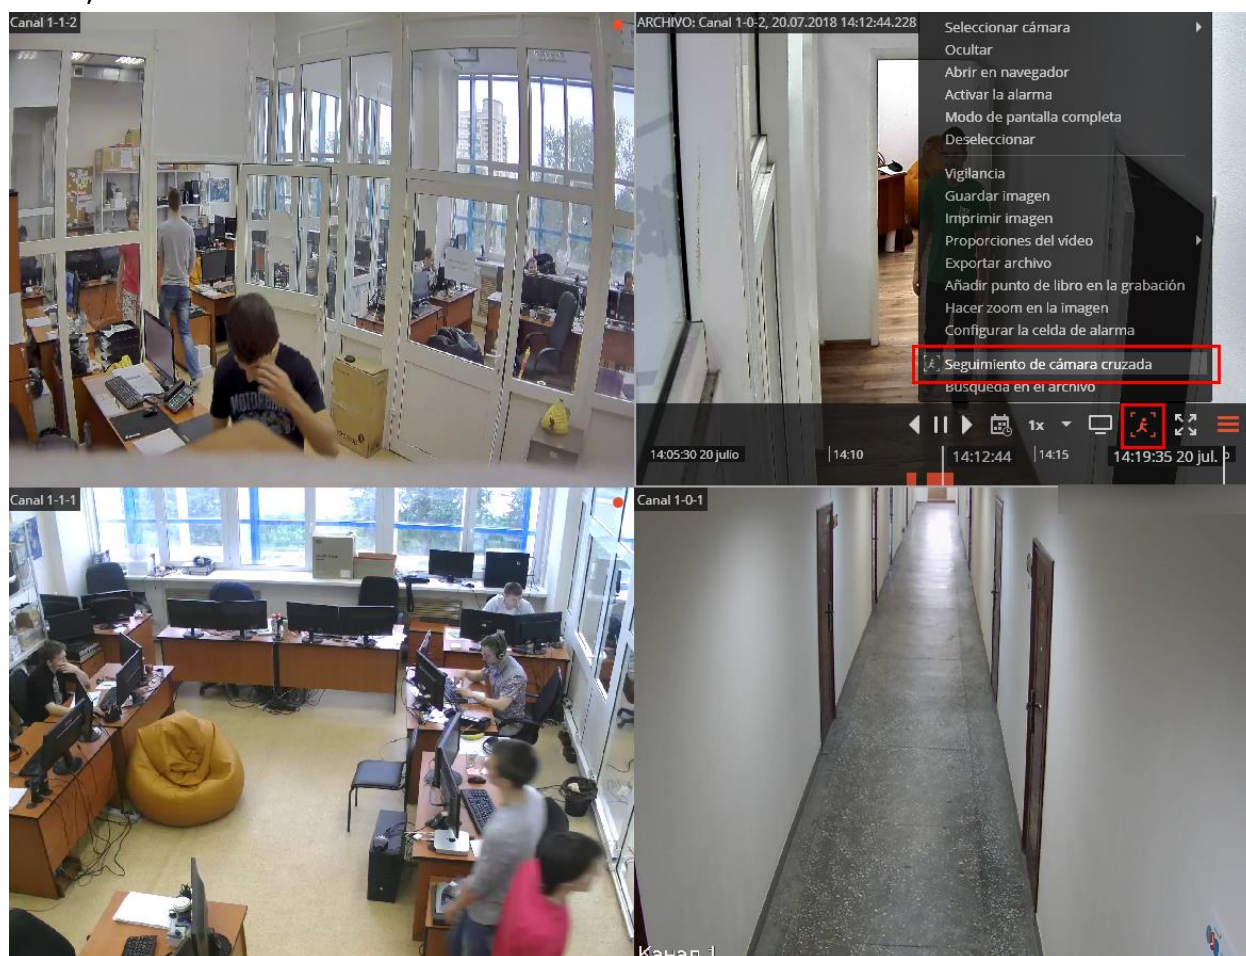 Canal 1-1-2
ARCHIVO: Canal 1-0-2, 20.07.2018 14:12:44.228
Seleccionar cámara
Ocultar
Abrir en navegador
Activar la alarma
Modo de pantalla completa
Deseleccionar
Vigilancia
Guardar imagen
Imprimir imagen
Proporciones del vídeo
Exportar archivo
Añadir punto de libro en la grabación
Hacer zoom en la imagen
Configurar la celda de alarma
Seguimiento de cámara cruzada
Búsqueda en el archivo
1x
14:05:30 20 julio
14:10
14:12:44
14:15
14:19:35 20 jul.
Canal 1-1-1
Canal 1-0-1
Канал 1